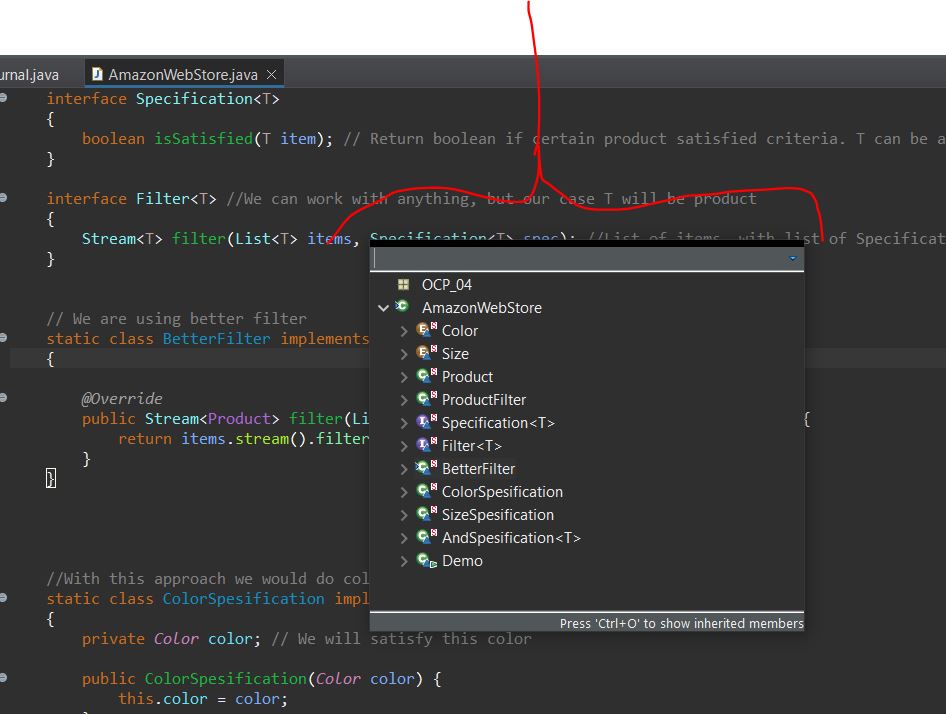 urnal.java AmazonWebStore.java
interface Specification<T>
{
boolean isSatisfied(T item); // Return boolean if certain product satisfied criteria. T can be a
}
interface Filter<T> //We can work with anything, but our case T will be product
{
Stream<T> filter(List<T> items, Specification<T> spec); //List of items, with list of Specificat
}
OCP_04
AmazonWebStore
Color
Size
Product
ProductFilter
Specification<T>
Filter<T>
BetterFilter
ColorSpesification
SizeSpesification
AndSpesification<T>
Demo
Press 'Ctrl+O' to show inherited members
// We are using better filter
static class BetterFilter implements
{
@Override
public Stream<Product> filter(Li {
return items.stream().filter
}
}
//With this approach we would do col
static class ColorSpesification impl
{
private Color color; // We will satisfy this color
public ColorSpesification(Color color) {
this.color = color;